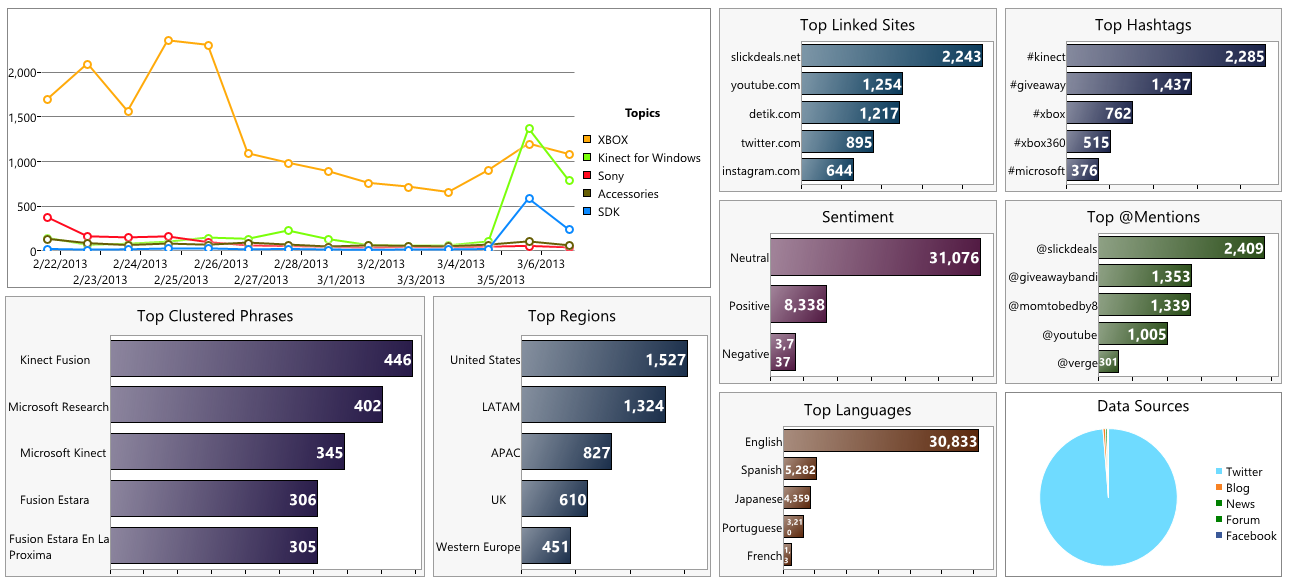 2,000
1,500
1,000
500
0
2/22/2013
2/24/2013
2/26/2013
2/28/2013
3/2/2013
3/4/2013
3/6/2013
2/23/2013
2/25/2013
2/27/2013
3/1/2013
3/3/2013
3/5/2013
Topics
XBOX
Kinect for Windows
Sony
Accessories
SDK
Top Linked Sites
slickdeals.net 2,243
youtube.com 1,254
detik.com 1,217
twitter.com 895
instagram.com 644
Top Hashtags
#kinect 2,285
#giveaway 1,437
#xbox 762
#xbox360 515
#microsoft 376
Sentiment
Neutral 31,076
Positive 8,338
Negative 3,7
37
Top @Mentions
@slickdeals 2,409
@giveawaybandi 1,353
@momtobedby8 1,339
@youtube 1,005
@verge 301
Top Clustered Phrases
Kinect Fusion 446
Microsoft Research 402
Microsoft Kinect 345
Fusion Estara 306
Fusion Estara En La
Proxima 305
Top Regions
United States 1,527
LATAM 1,324
APAC 827
UK 610
Western Europe 451
Top Languages
English 30,833
Spanish 5,282
Japanese 4,359
Portuguese 3,21
0
French
Data Sources
Twitter
Blog
News
Forum
Facebook